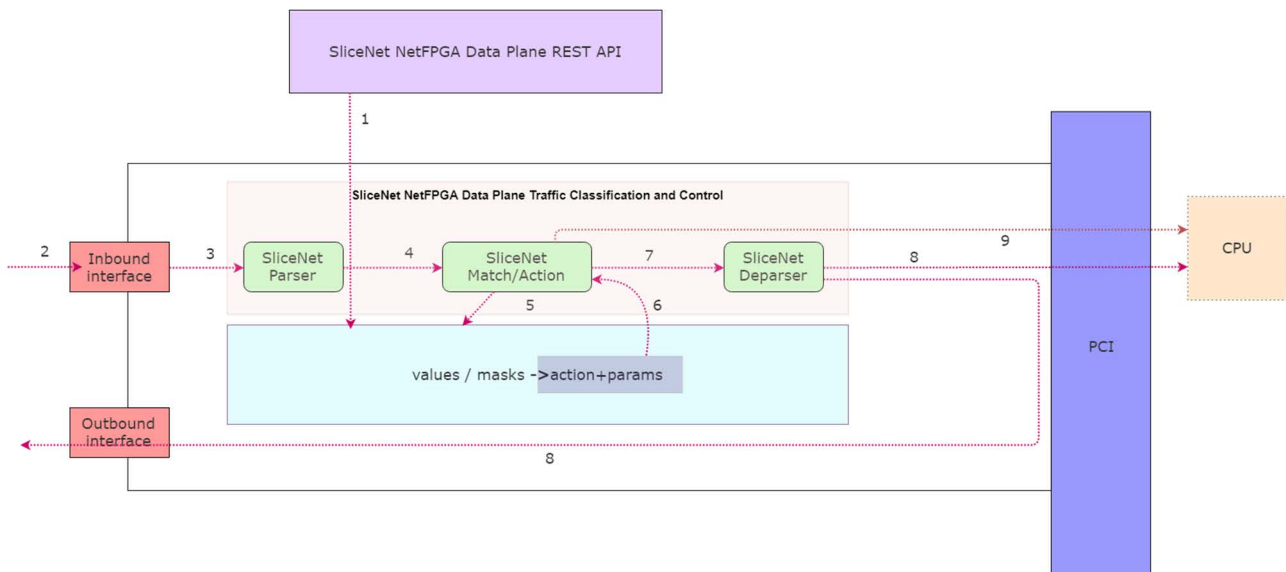 SliceNet NetFPGA Data Plane REST API
1
SliceNet NetFPGA Data Plane Traffic Classification and Control
2
Inbound
interface
3
SliceNet
Parser
4
SliceNet
Match/Action
7
SliceNet
Deparser
8
9
CPU
5
6
PCI
values / masks ->action+params
Outbound
interface
8